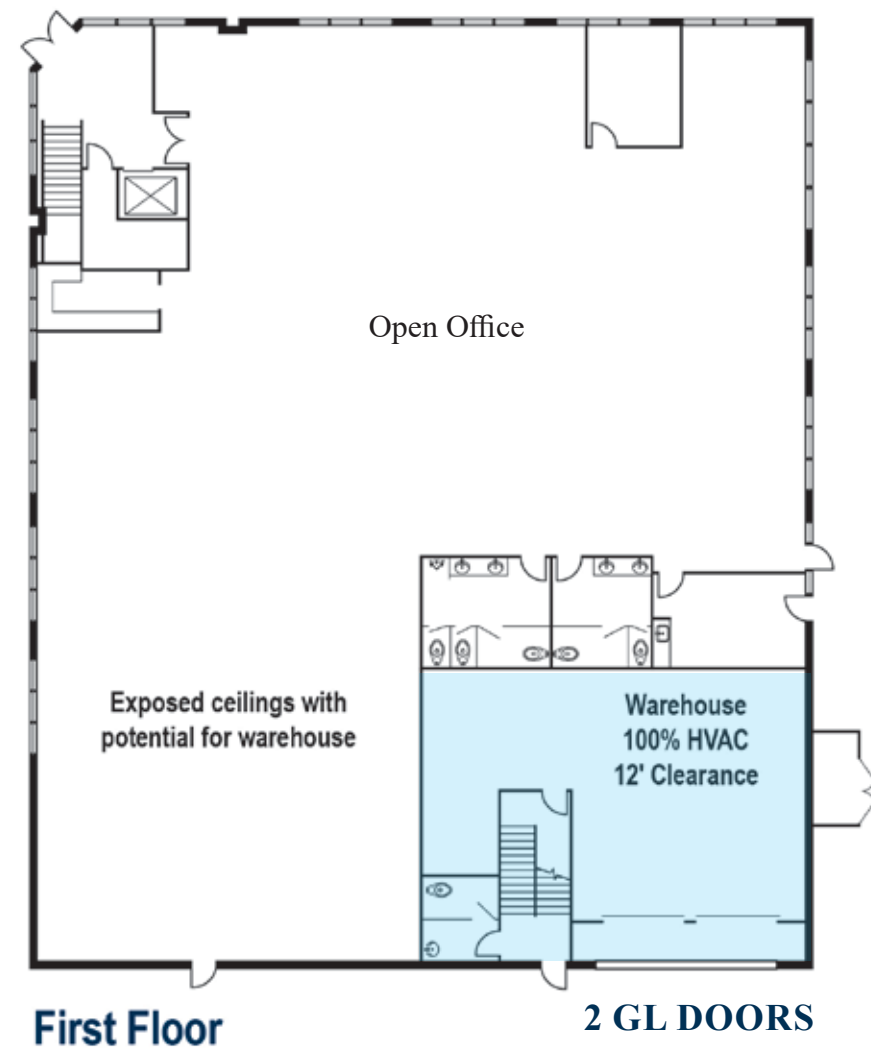 Open Office
Exposed ceilings with
potential for warehouse
Warehouse
100% HVAC
12' Clearance
First Floor
2 GL DOORS